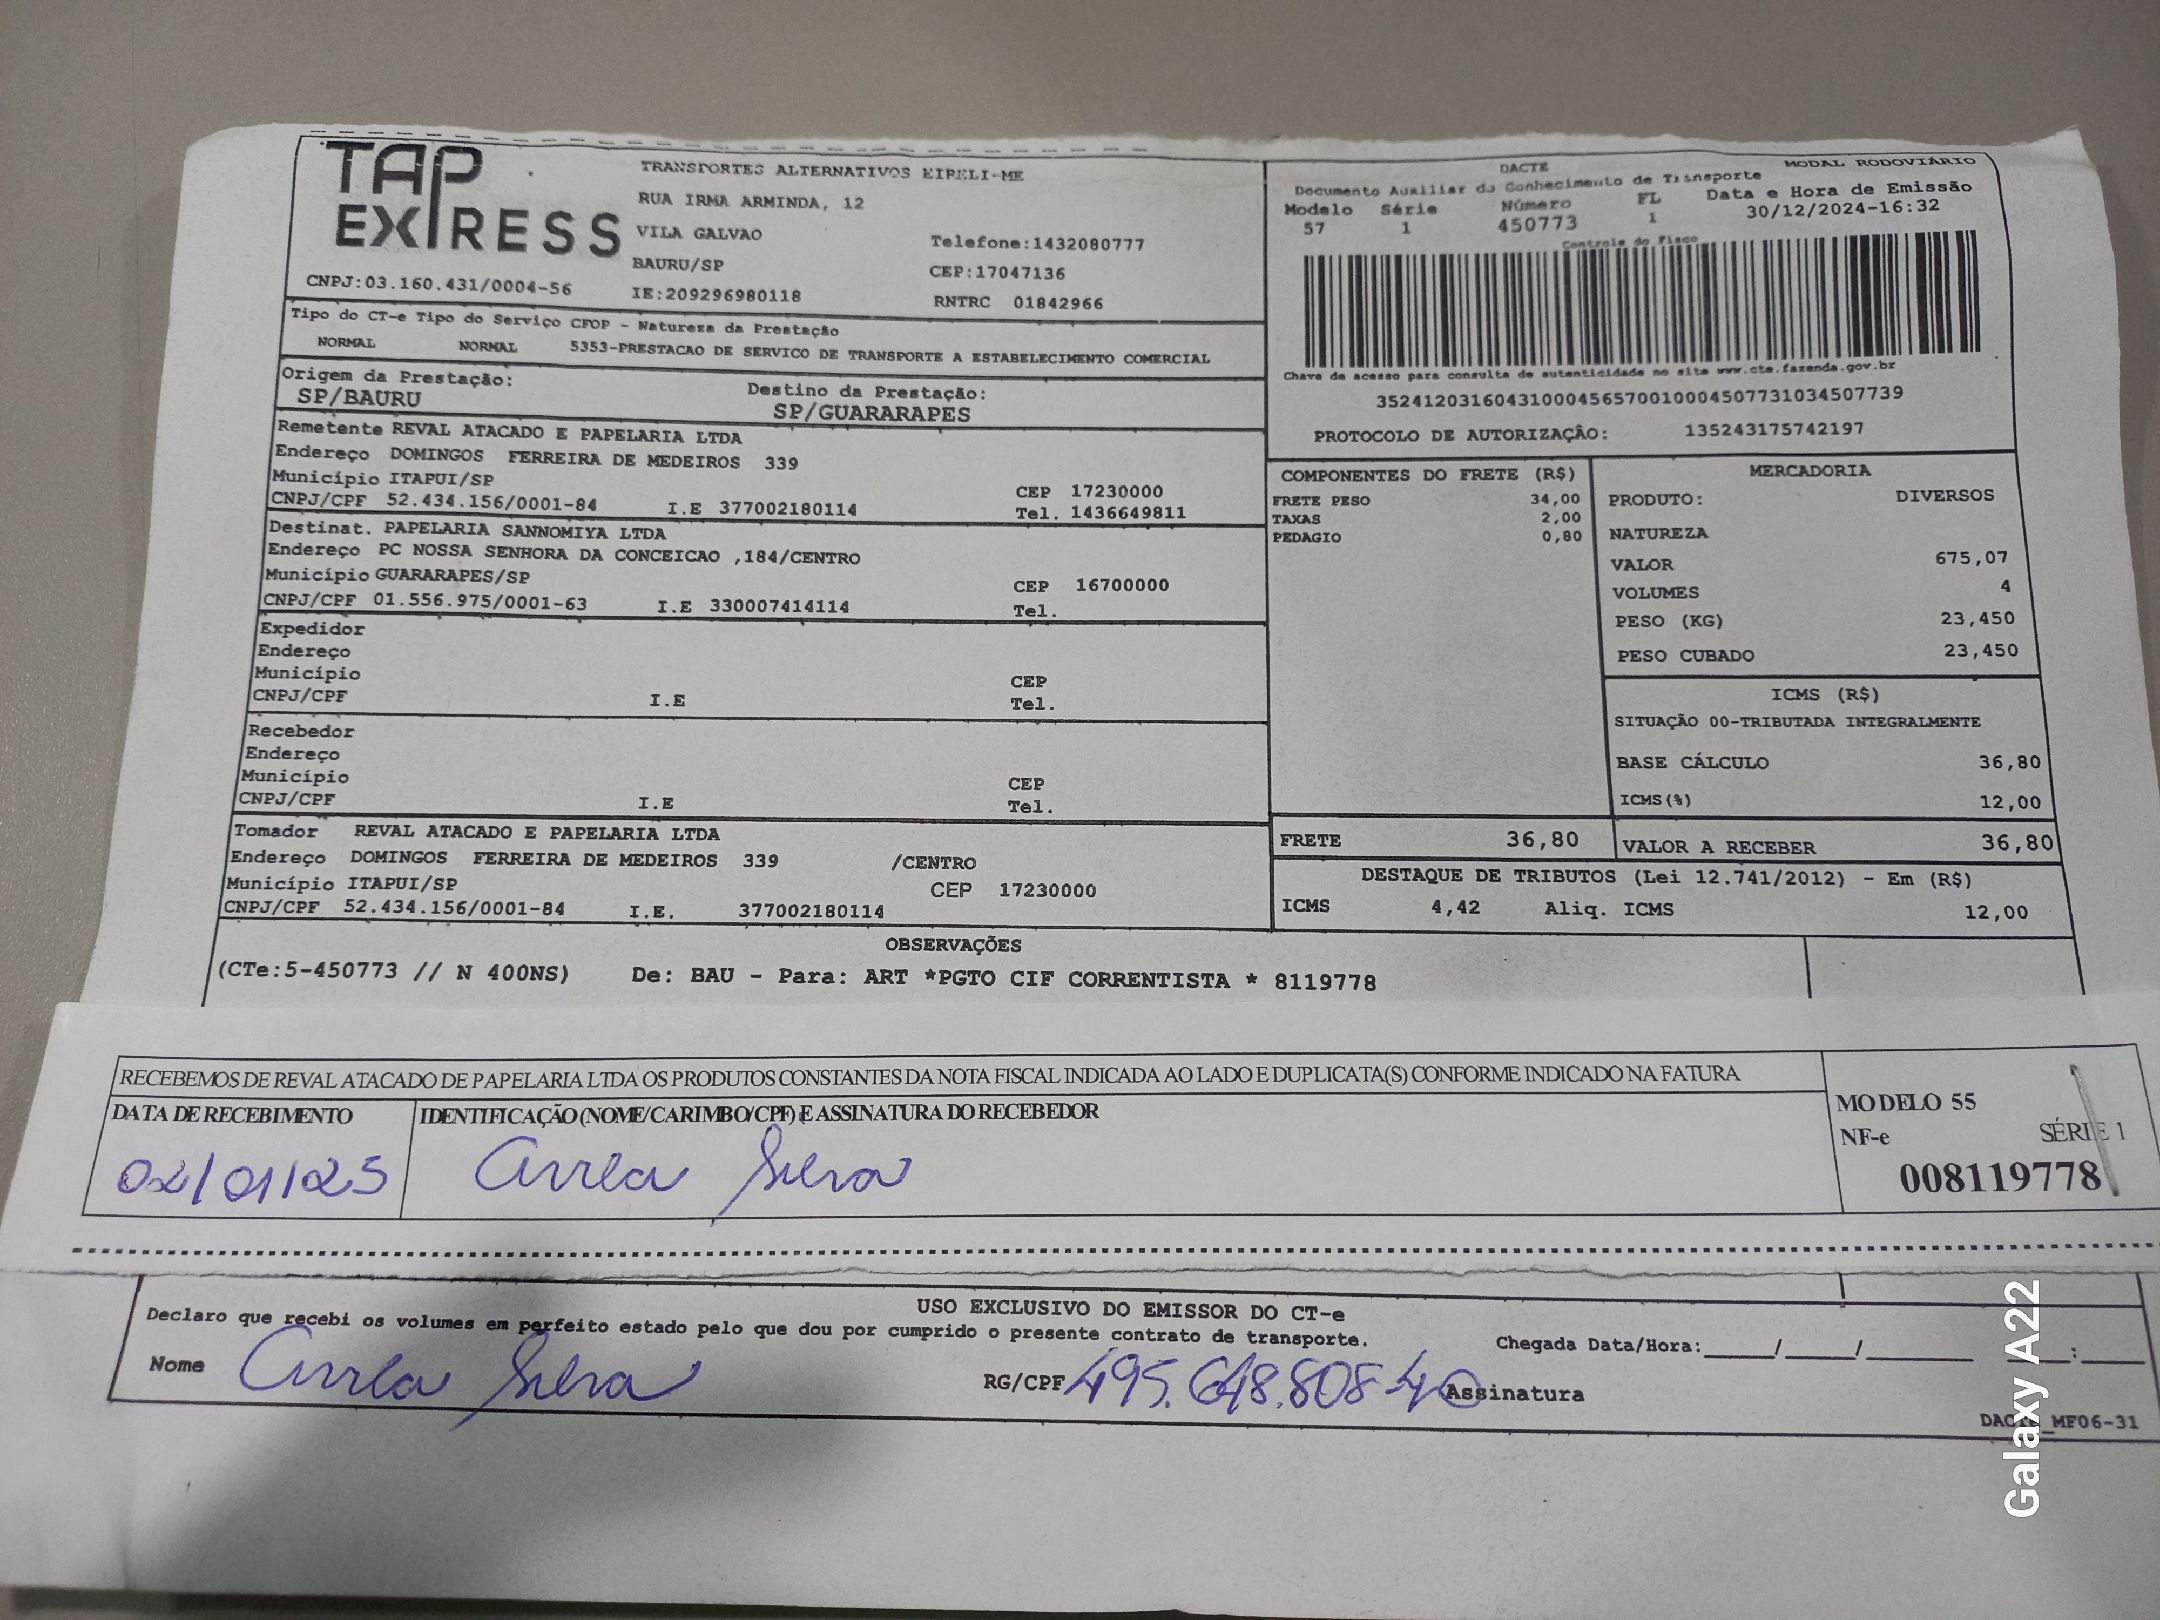 TAP EXPRESS
CNPJ:03.160.431/0004-56
TRANSPORTES ALTERNATIVOS EIRELI-ME
RUA IRMA ARMINDA, 12
VILA GALVAO
BAURU/SP
IE:209296980118
Telefone:1432080777
CEP:17047136
RNTRC 01842966
DACTE MODAL RODOVIÁRIO
Documento Auxiliar do Conhecimento de Transporte
Modelo Série Número FL Data e Hora de Emissão
57 1 450773 1 30/12/2024-16:32
Controle do Fisco
Chave de acesso para consulta de autenticidade no site www.cte.fazenda.gov.br
35241203160431000456570010004507731034507739
PROTOCOLO DE AUTORIZAÇÂO: 135243175742197
Tipo do CT-e Tipo do Serviço CFOP - Natureza da Prestação
NORMAL NORMAL 5353-PRESTACAO DE SERVICO DE TRANSPORTE A ESTABELECIMENTO COMERCIAL
Origem da Prestação: Destino da Prestação:
SP/BAURU SP/GUARARAPES
Remetente REVAL ATACADO E PAPELARIA LTDA
Endereço DOMINGOS FERREIRA DE MEDEIROS 339
Município ITAPUI/SP CEP 17230000
CNPJ/CPF 52.434.156/0001-84 I.E 377002180114 Tel. 1436649811
Destinat. PAPELARIA SANNOMIYA LTDA
Endereço PC NOSSA SENHORA DA CONCEICAO ,184/CENTRO
Município GUARARAPES/SP CEP 16700000
CNPJ/CPF 01.556.975/0001-63 I.E 330007414114 Tel.
Expedidor
Endereço
Município CEP
CNPJ/CPF I.E Tel.
Recebedor
Endereço
Município CEP
CNPJ/CPF I.E Tel.
Tomador REVAL ATACADO E PAPELARIA LTDA
Endereço DOMINGOS FERREIRA DE MEDEIROS 339 /CENTRO
Município ITAPUI/SP CEP 17230000
CNPJ/CPF 52.434.156/0001-84 I.E. 377002180114
COMPONENTES DO FRETE (R$)
FRETE PESO 34,00
TAXAS 2,00
PEDAGIO 0,80
MERCADORIA
PRODUTO: DIVERSOS
NATUREZA
VALOR 675,07
VOLUMES 4
PESO (KG) 23,450
PESO CUBADO 23,450
ICMS (R$)
SITUAÇÃO 00-TRIBUTADA INTEGRALMENTE
BASE CÁLCULO 36,80
ICMS(%) 12,00
FRETE 36,80 VALOR A RECEBER 36,80
DESTAQUE DE TRIBUTOS (Lei 12.741/2012) - Em (R$)
ICMS 4,42 Aliq. ICMS 12,00
OBSERVAÇÕES
(CTe:5-450773 // N 400NS) De: BAU - Para: ART *PGTO CIF CORRENTISTA * 8119778
RECEBEMOS DE REVAL ATACADO DE PAPELARIA LTDA OS PRODUTOS CONSTANTES DA NOTA FISCAL INDICADA AO LADO E DUPLICATA(S) CONFORME INDICADO NA FATURA
DATA DE RECEBIMENTO IDENTIFICAÇÃO (NOME/CARIMBO/CPF) E ASSINATURA DO RECEBEDOR
02/01/25 Silva
MODELO 55
NF-e SÉRIE 1
008119778
USO EXCLUSIVO DO EMISSOR DO CT-e
Declaro que recebi os volumes em perfeito estado pelo que dou por cumprido o presente contrato de transporte.
Chegada Data/Hora:_____/_____/________ ____:_____
Nome Silva RG/CPF 495.648.808-40 Assinatura
DACTE_MF06-31
Galaxy A22